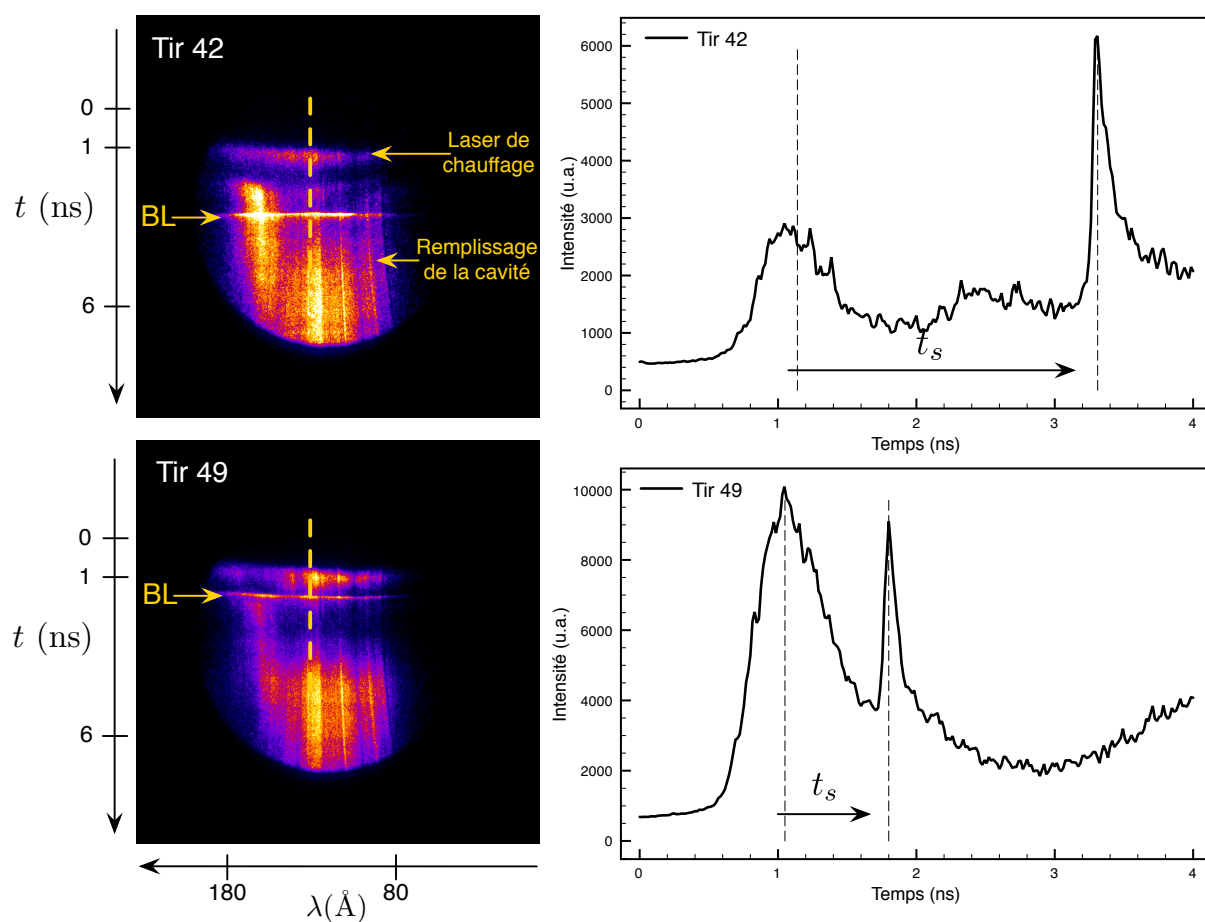 Tir 42
0
1
t (ns)
6
BL
Laser de
chauffage
Remplissage
de la cavité
Tir 42
Intensité (u.a.)
6000
5000
4000
3000
2000
1000
0
t_s
0
1
2
3
4
Temps (ns)
Tir 49
0
1
t (ns)
6
BL
180
80
λ(Å)
Tir 49
Intensité (u.a.)
10000
8000
6000
4000
2000
0
t_s
0
1
2
3
4
Temps (ns)